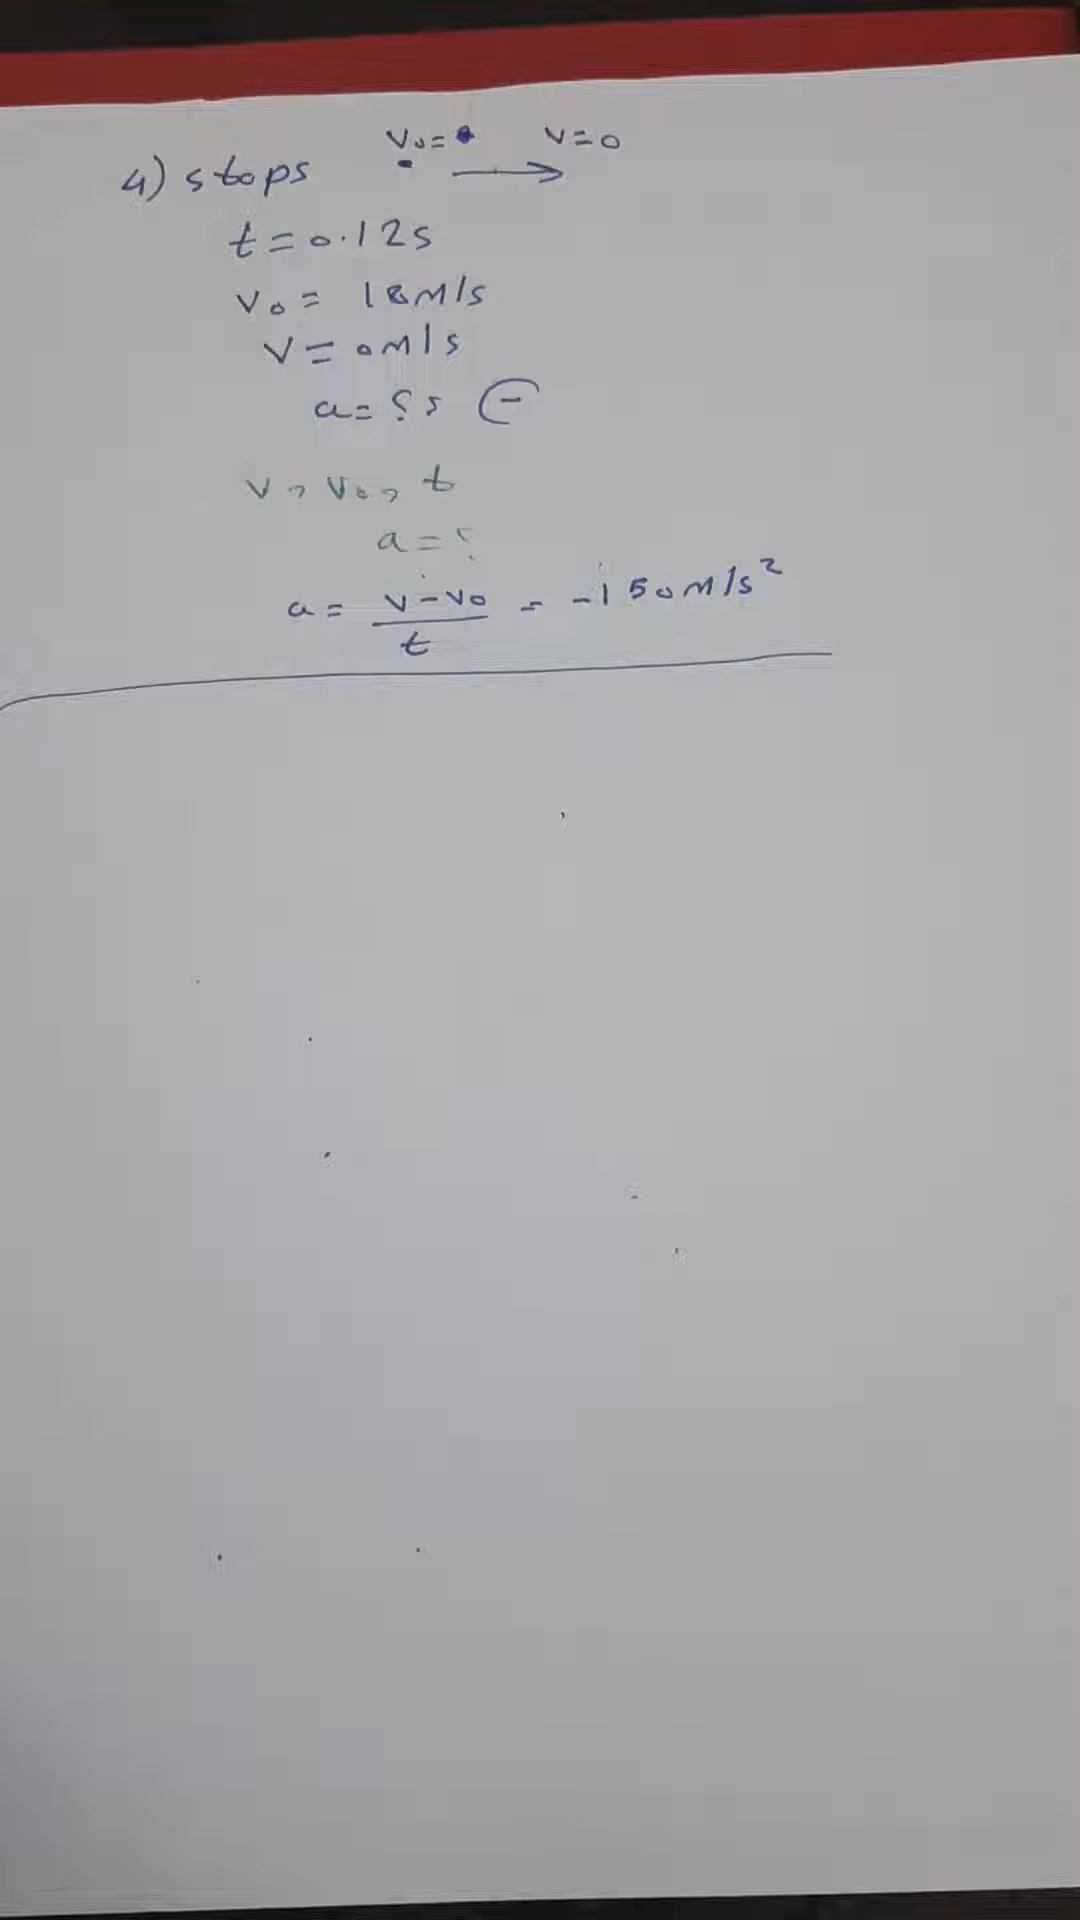 4) stops v₀= v=0
t=0.12s
v₀= 18m/s
v=0m/s
a=?? (-)
v, v₀, t
a=?
a= (v-v₀)/t = -150m/s²